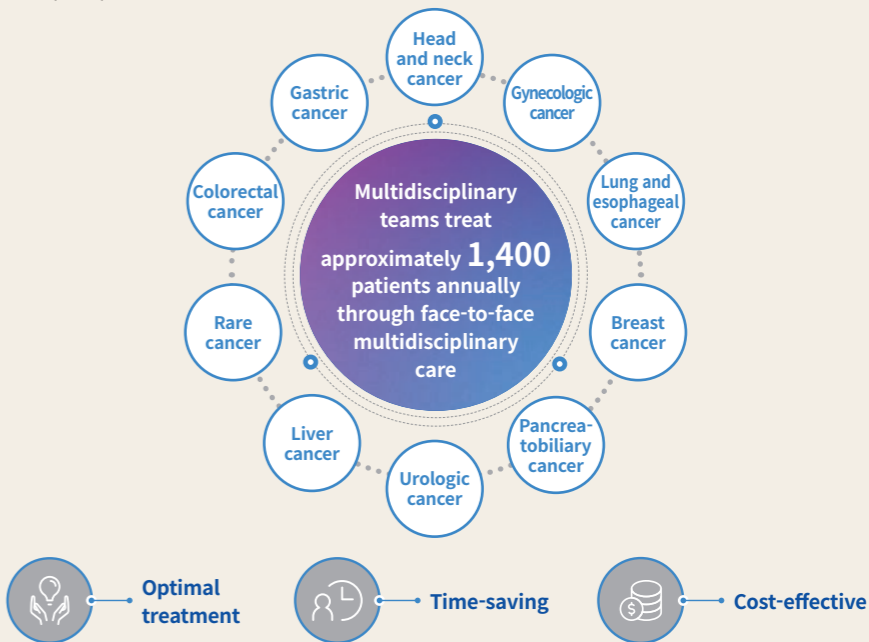 Head
and neck
cancer
Gynecologic
cancer
Lung and
esophageal
cancer
Breast
cancer
Pancrea-
tobiliary
cancer
Urologic
cancer
Liver
cancer
Rare
cancer
Colorectal
cancer
Gastric
cancer
Multidisciplinary
teams treat
approximately 1,400
patients annually
through face-to-face
multidisciplinary
care
Optimal
treatment
Time-saving
$
Cost-effective